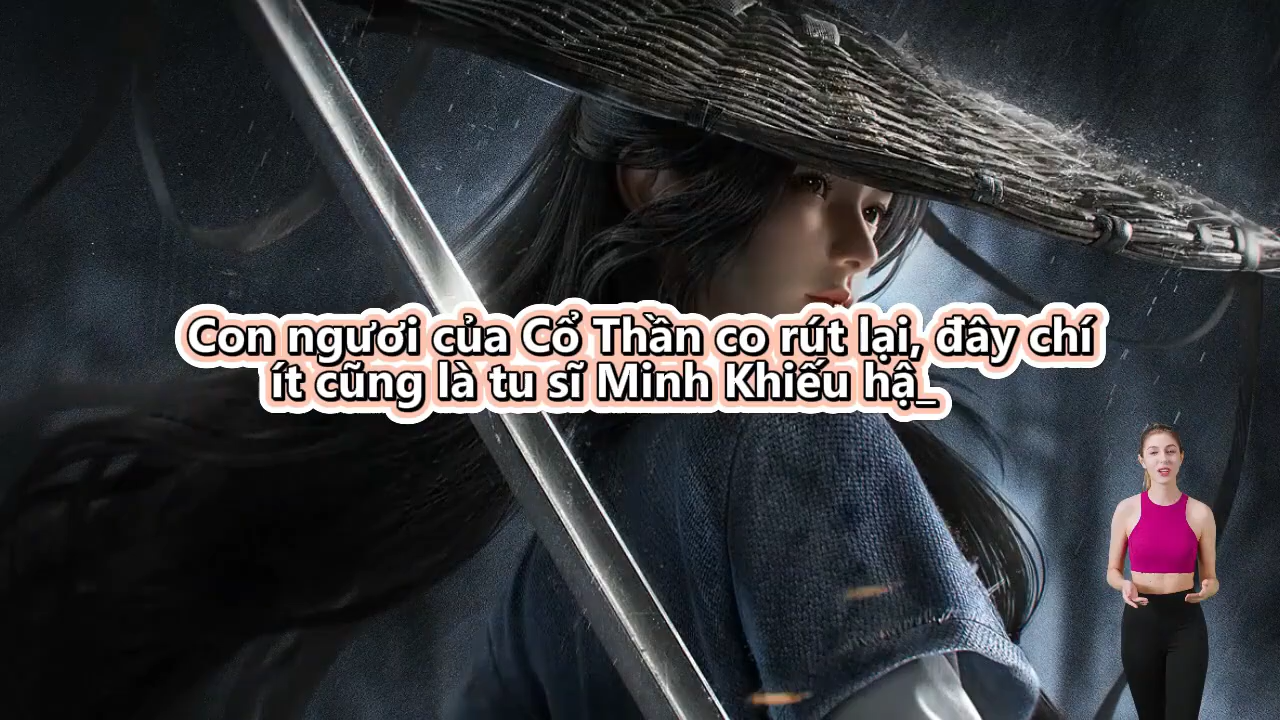 Con ngươi của Cổ Thần co rút lại, đây chí
ít cũng là tu sĩ Minh Khiếu hậ_